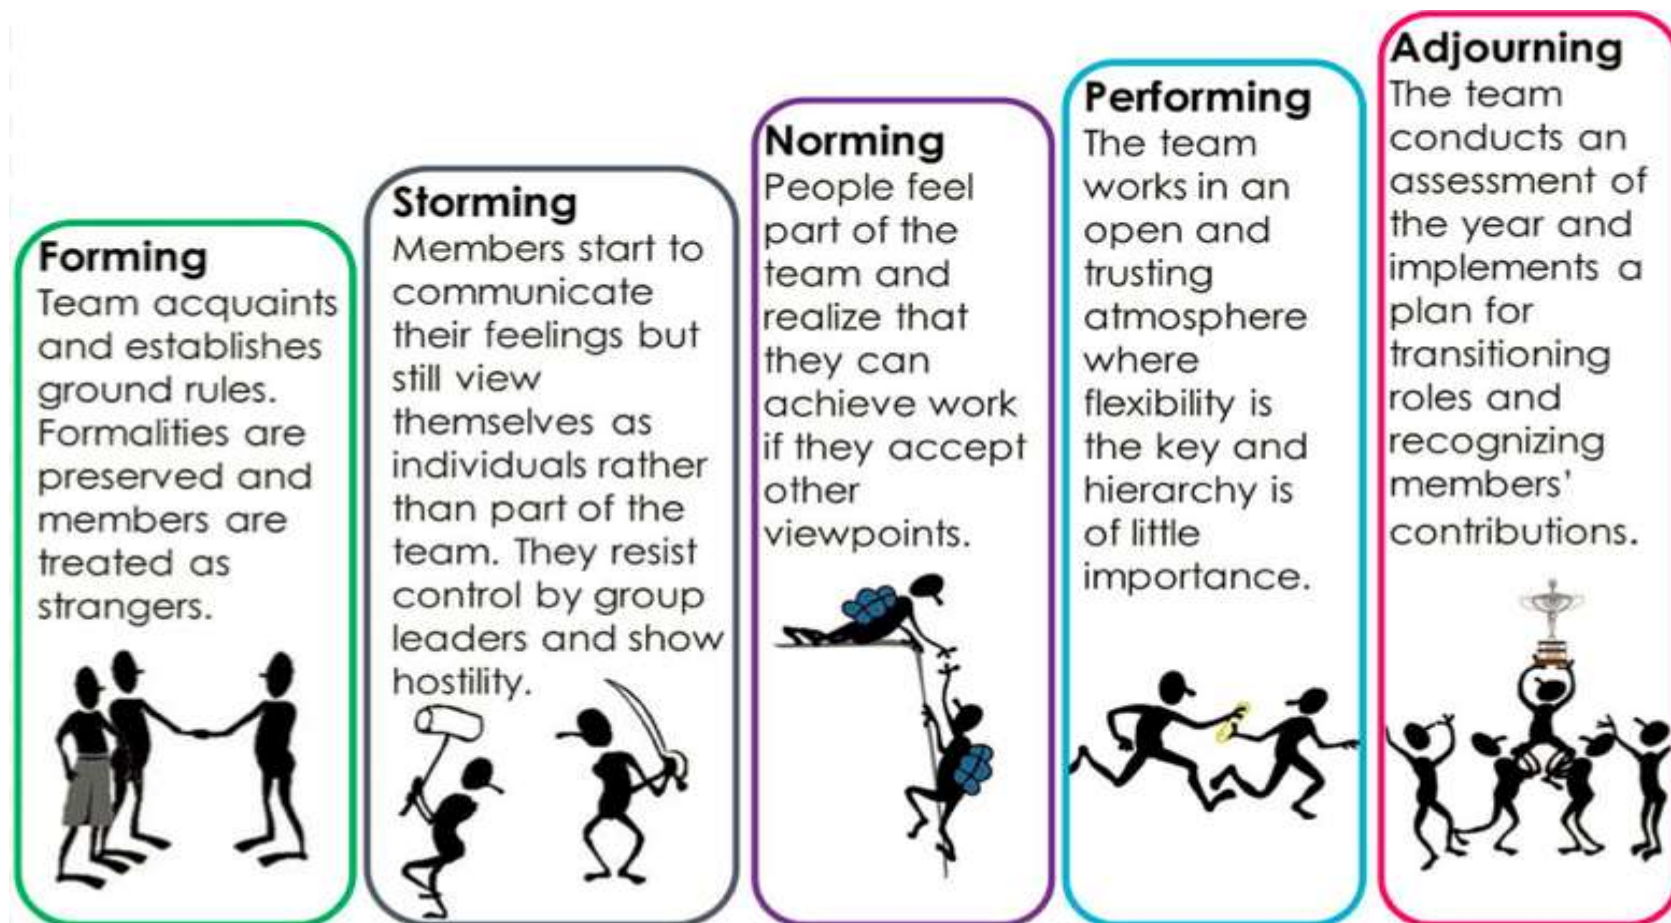 Forming
Team acquaints
and establishes
ground rules.
Formalities are
preserved and
members are
treated as
strangers.
Storming
Members start to
communicate
their feelings but
still view
themselves as
individuals rather
than part of the
team. They resist
control by group
leaders and show
hostility.
Norming
People feel
part of the
team and
realize that
they can
achieve work
if they accept
other
viewpoints.
Performing
The team
works in an
open and
trusting
atmosphere
where
flexibility is
the key and
hierarchy is
of little
importance.
Adjourning
The team
conducts an
assessment of
the year and
implements a
plan for
transitioning
roles and
recognizing
members’
contributions.